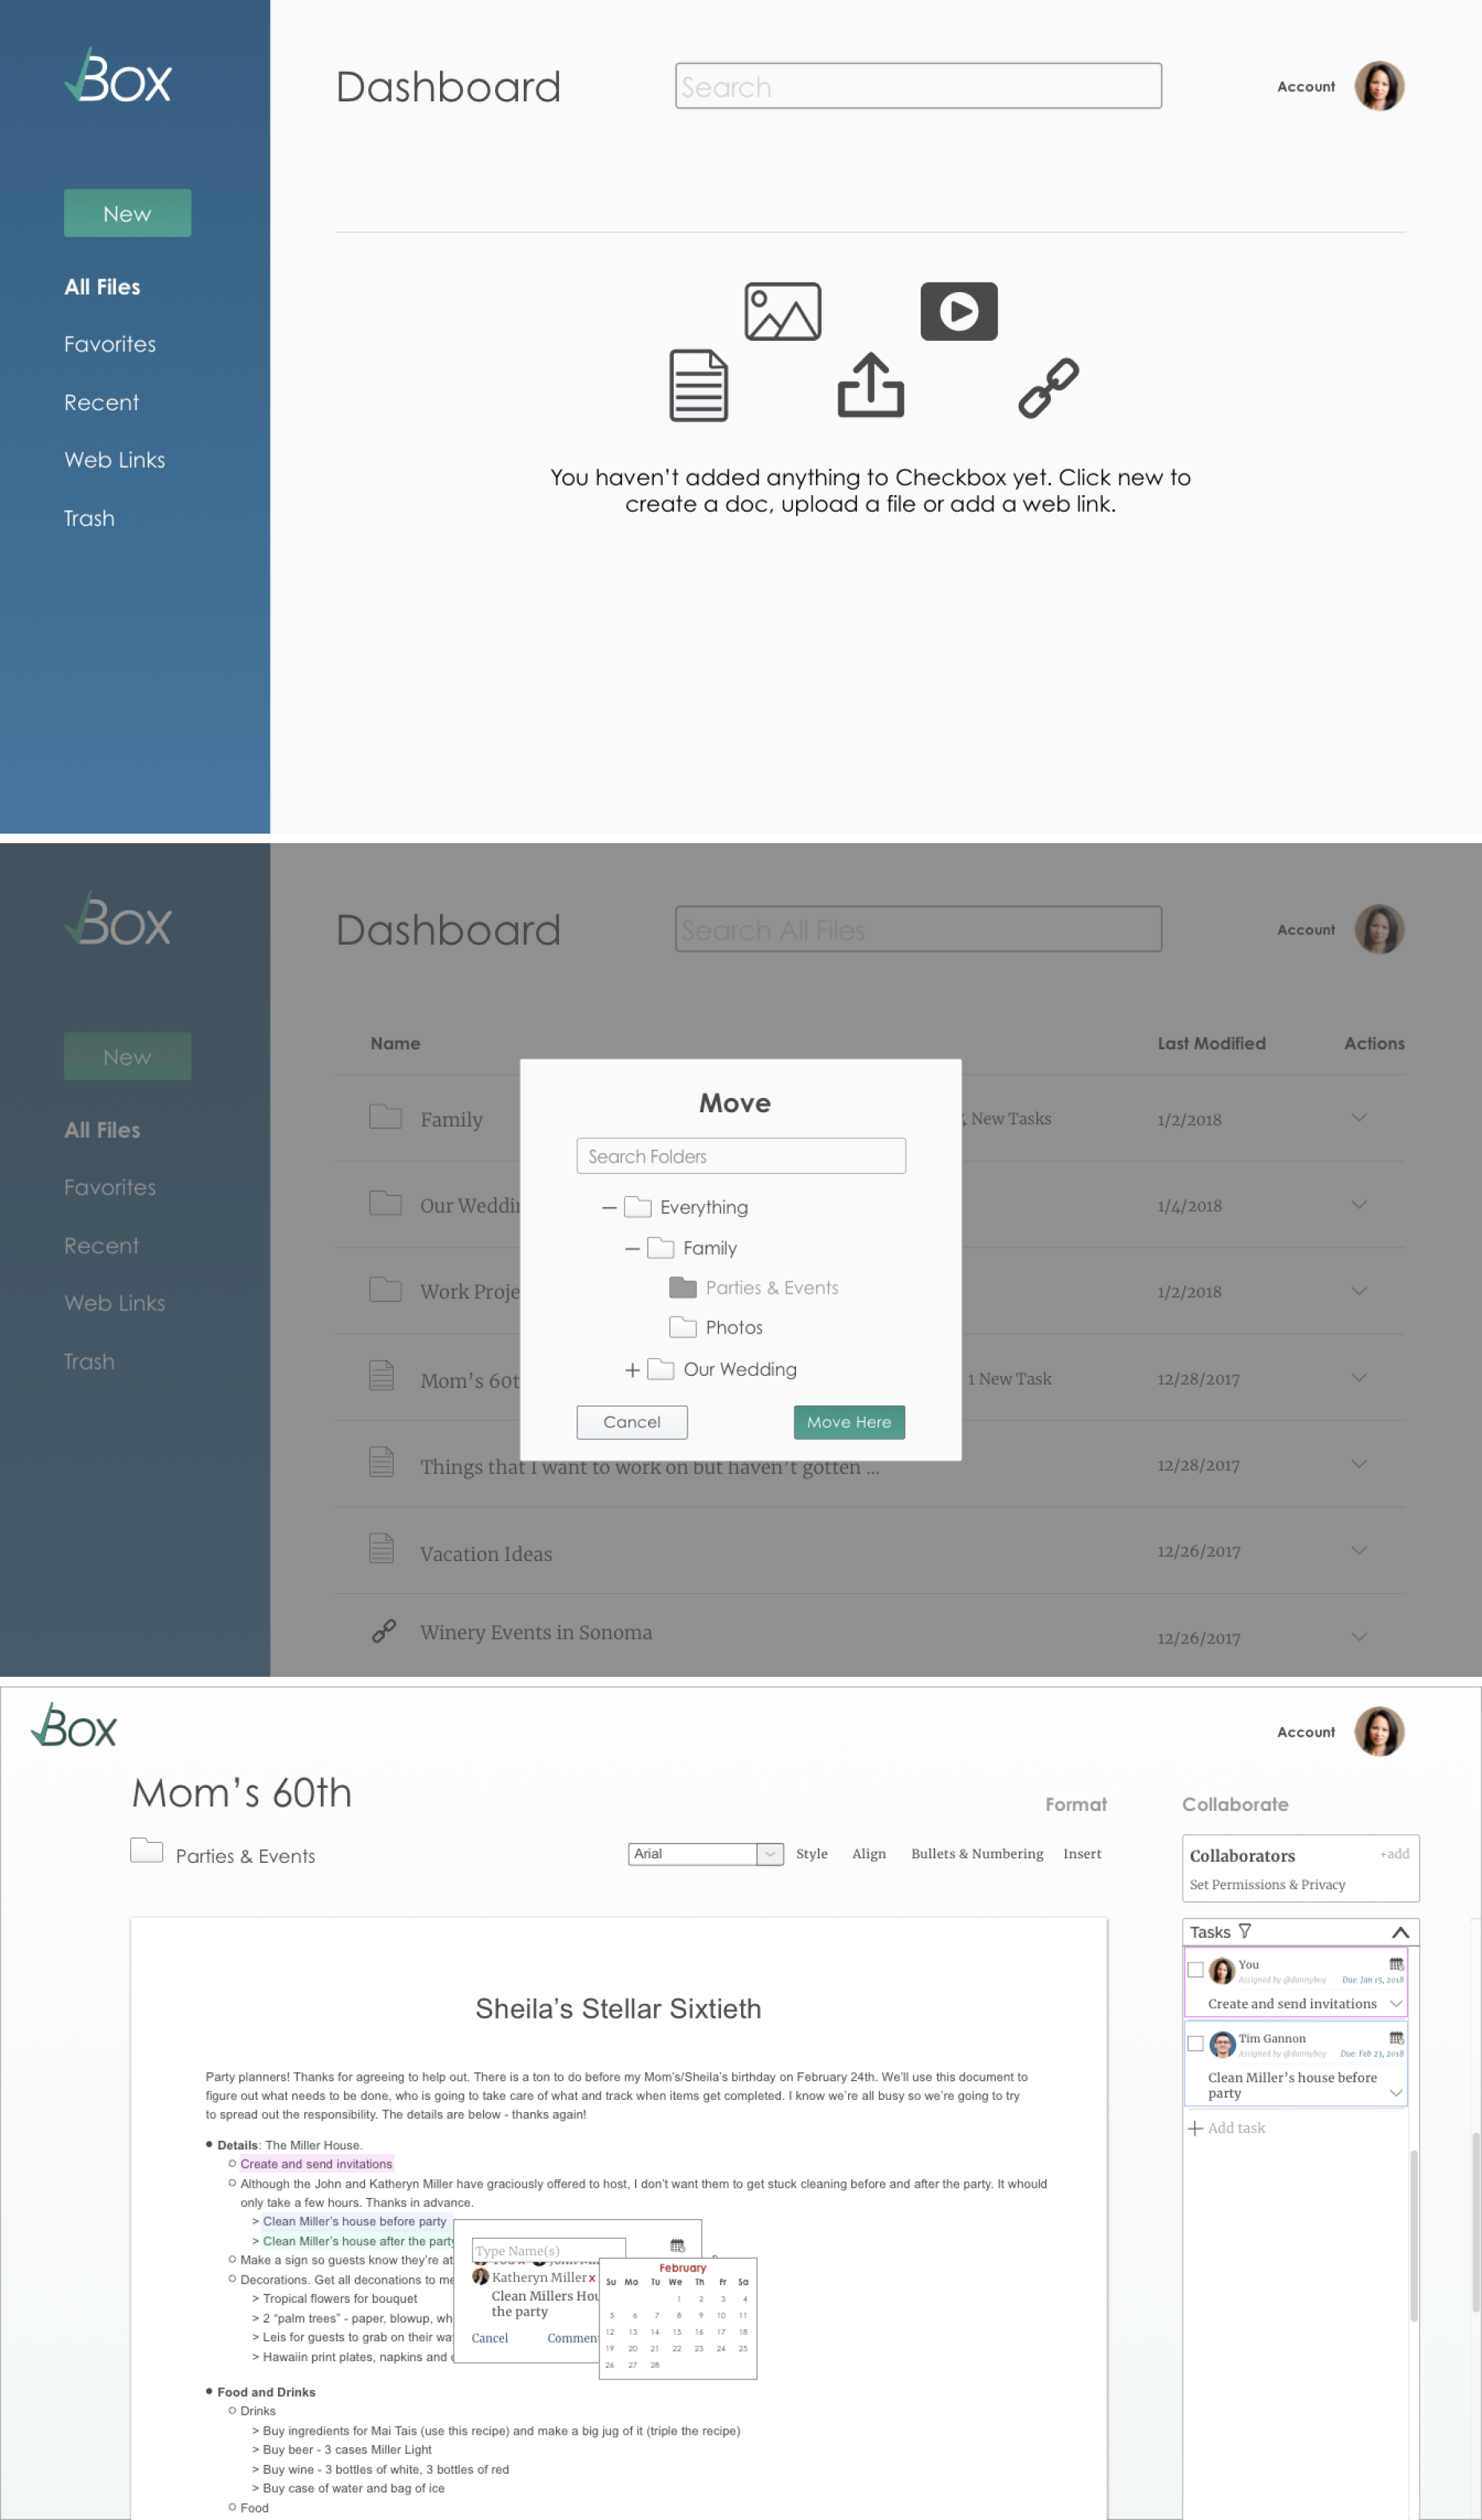 Box
Dashboard
Search
Account
New
All Files
Favorites
Recent
Web Links
Trash
You haven't added anything to Checkbox yet. Click new to
create a doc, upload a file or add a web link.
Box
Dashboard
Search All Files
Account
New
All Files
Favorites
Recent
Web Links
Trash
Name
Last Modified
Actions
Family
New Tasks
1/2/2018
Our Weddin
1/4/2018
Work Proje
1/2/2018
Mom's 60t
1 New Task
12/28/2017
Things that I want to work on but haven't gotten ...
12/28/2017
Vacation Ideas
12/26/2017
Winery Events in Sonoma
12/26/2017
Move
Search Folders
Everything
Family
Parties & Events
Photos
Our Wedding
Cancel
Move Here
Box
Account
Mom's 60th
Format
Collaborate
Parties & Events
Arial
Style
Align
Bullets & Numbering
Insert
Collaborators
+add
Set Permissions & Privacy
Tasks
You
Assigned by @dannyboy
Due: Jan 15, 2018
Create and send invitations
Tim Gannon
Assigned by @dannyboy
Due: Feb 23, 2018
Clean Miller's house before
party
+ Add task
Sheila's Stellar Sixtieth
Party planners! Thanks for agreeing to help out. There is a ton to do before my Mom's/Sheila's birthday on February 24th. We'll use this document to
figure out what needs to be done, who is going to take care of what and track when items get completed. I know we're all busy so we're going to try
to spread out the responsibility. The details are below - thanks again!
Details: The Miller House.
Create and send invitations
Although the John and Katheryn Miller have graciously offered to host, I don't want them to get stuck cleaning before and after the party. It whould
only take a few hours. Thanks in advance.
> Clean Miller's house before party
> Clean Miller's house after the party
Make a sign so guests know they're at
Decorations. Get all deconations to me
> Tropical flowers for bouquet
> 2 "palm trees" - paper, blowup, wh
> Leis for guests to grab on their wa
> Hawaiin print plates, napkins and
Type Name(s)
Katheryn Miller x
Clean Millers Hou
the party
Cancel
Commen
February
Su Mo Tu We Th Fr Sa
1 2 3 4
5 6 7 8 9 10 11
12 13 14 15 16 17 18
19 20 21 22 23 24 25
26 27 28
Food and Drinks
Drinks
> Buy ingredients for Mai Tais (use this recipe) and make a big jug of it (triple the recipe)
> Buy beer - 3 cases Miller Light
> Buy wine - 3 bottles of white, 3 bottles of red
> Buy case of water and bag of ice
Food